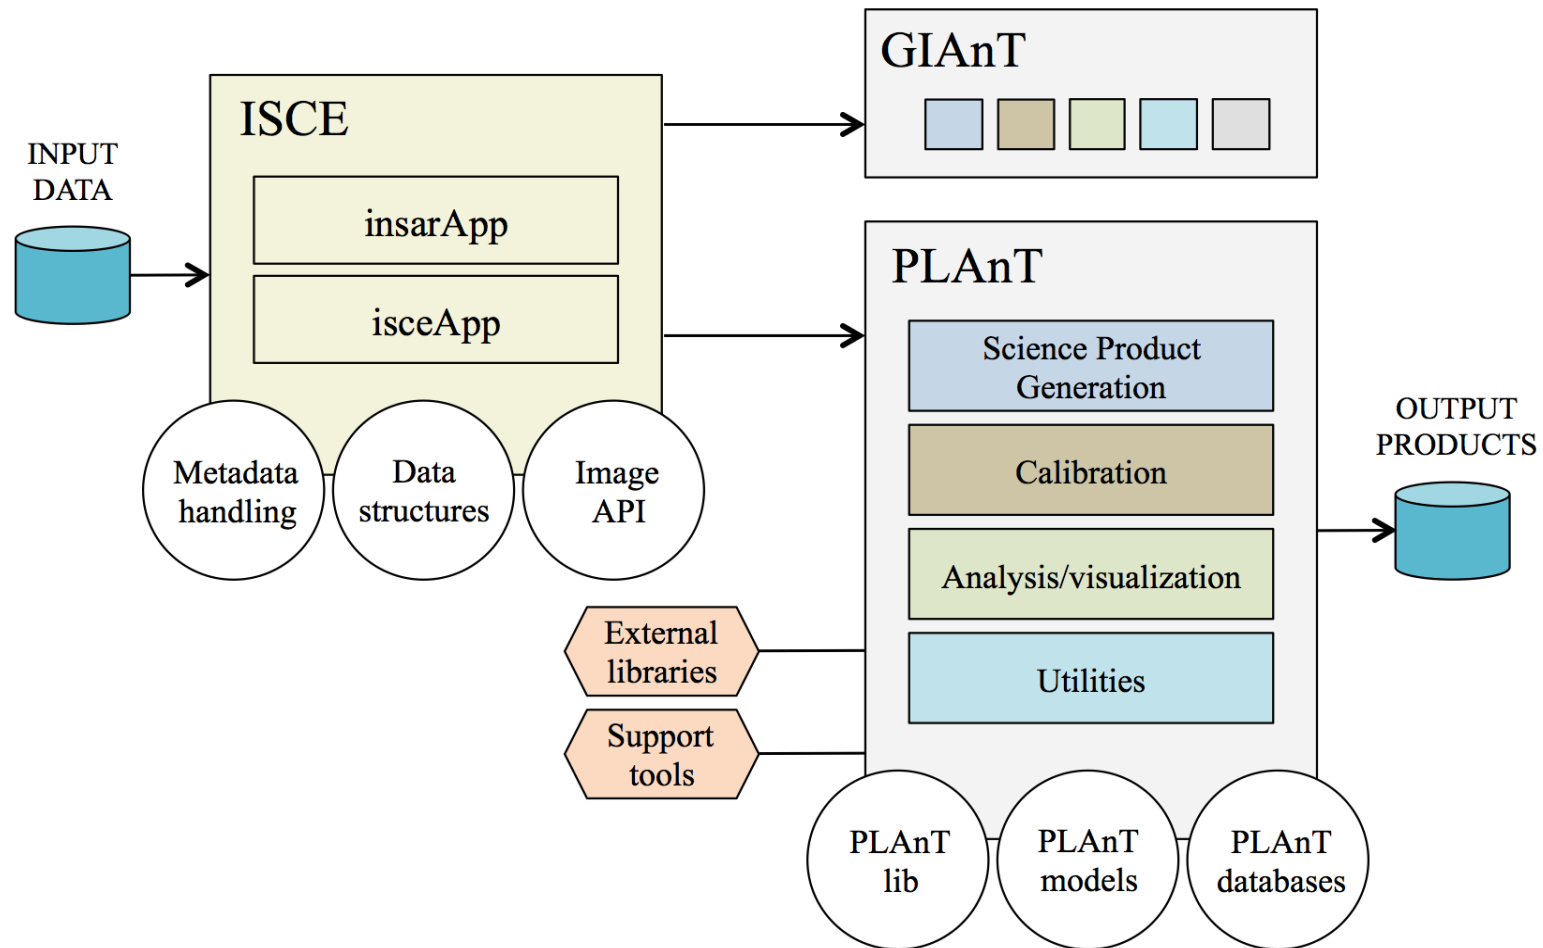 INPUT
DATA
ISCE
insarApp
isceApp
Metadata
handling
Data
structures
Image
API
GIAnT
PLAnT
Science Product
Generation
Calibration
Analysis/visualization
Utilities
External
libraries
Support
tools
PLAnT
lib
PLAnT
models
PLAnT
databases
OUTPUT
PRODUCTS